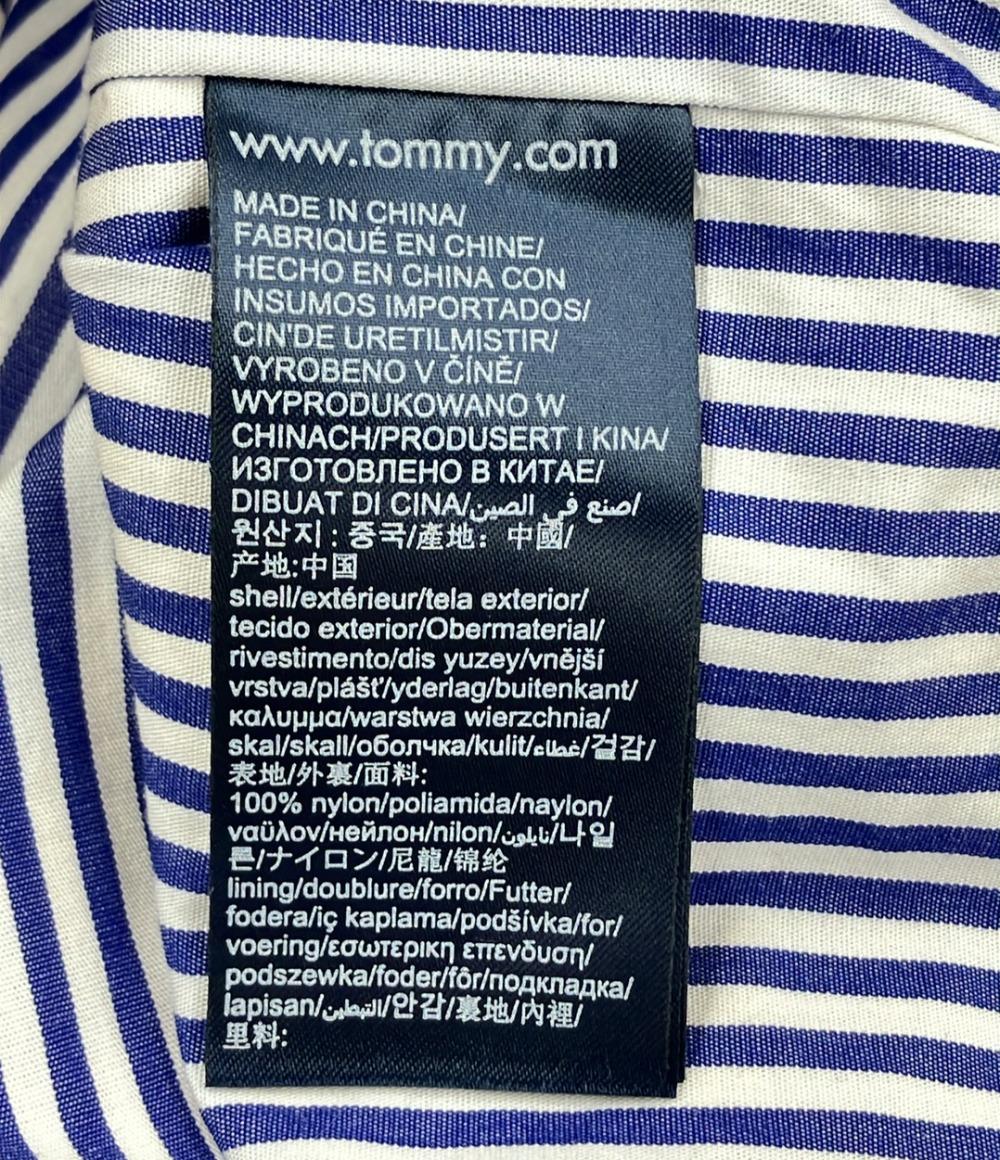 www.tommy.com
MADE IN CHINA/
FABRIQUÉ EN CHINE/
HECHO EN CHINA CON
INSUMOS IMPORTADOS/
CIN'DE URETILMISTIR/
VYROBENO V ČÍNĚ/
WYPRODUKOWANO W
CHINACH/PRODUSERT I KINA/
ИЗГОТОВЛЕНО В КИТАЕ/
DIBUAT DI CINA/صنع في الصين/
원산지 : 중국/產地：中國/
产地:中国
shell/extérieur/tela exterior/
tecido exterior/Obermaterial/
rivestimento/dis yuzey/vnější
vrstva/plášť/yderlag/buitenkant/
καλυμμα/warstwa wierzchnia/
skal/skall/оболчка/kulit/غطاء/겉감/
表地/外裏/面料:
100% nylon/poliamida/naylon/
ναϋλον/нейлон/nilon/نايلون/나일
론/ナイロン/尼龍/锦纶
lining/doublure/forro/Futter/
fodera/iç kaplama/podšívka/for/
voering/εσωτερικη επενδυση/
podszewka/foder/fôr/подкладка/
lapisan/التبطين/안감/裏地/內裡/
里料: